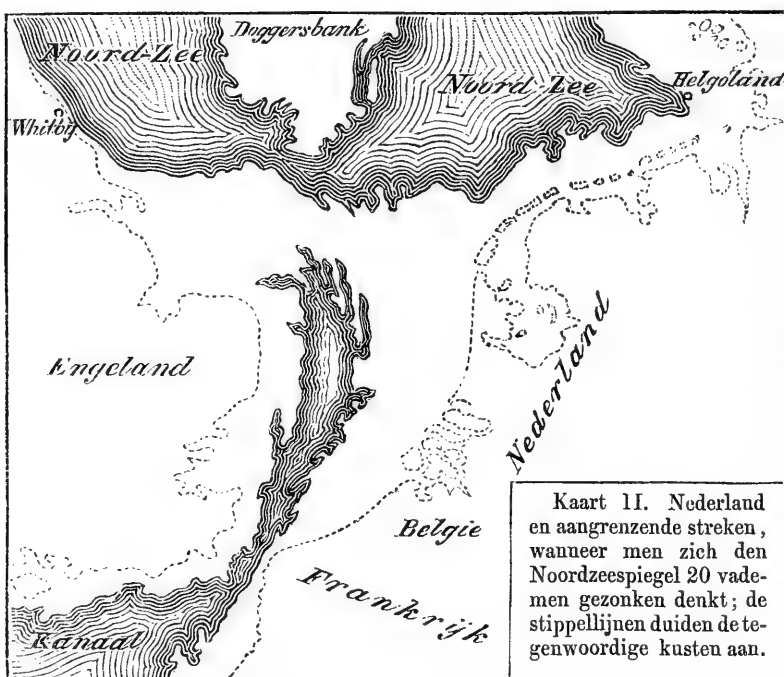 Doggersbank
Noord-Zee
Noord-Zee
Helgoland
Whitby
Engeland
Nederland
Belgie
Frankrijk
Kanaal
Kaart II. Nederland
en aangrenzende streken,
wanneer men zich den
Noordzeespiegel 20 vade-
men gezonken denkt; de
stippellijnen duiden de te-
genwoordige kusten aan.